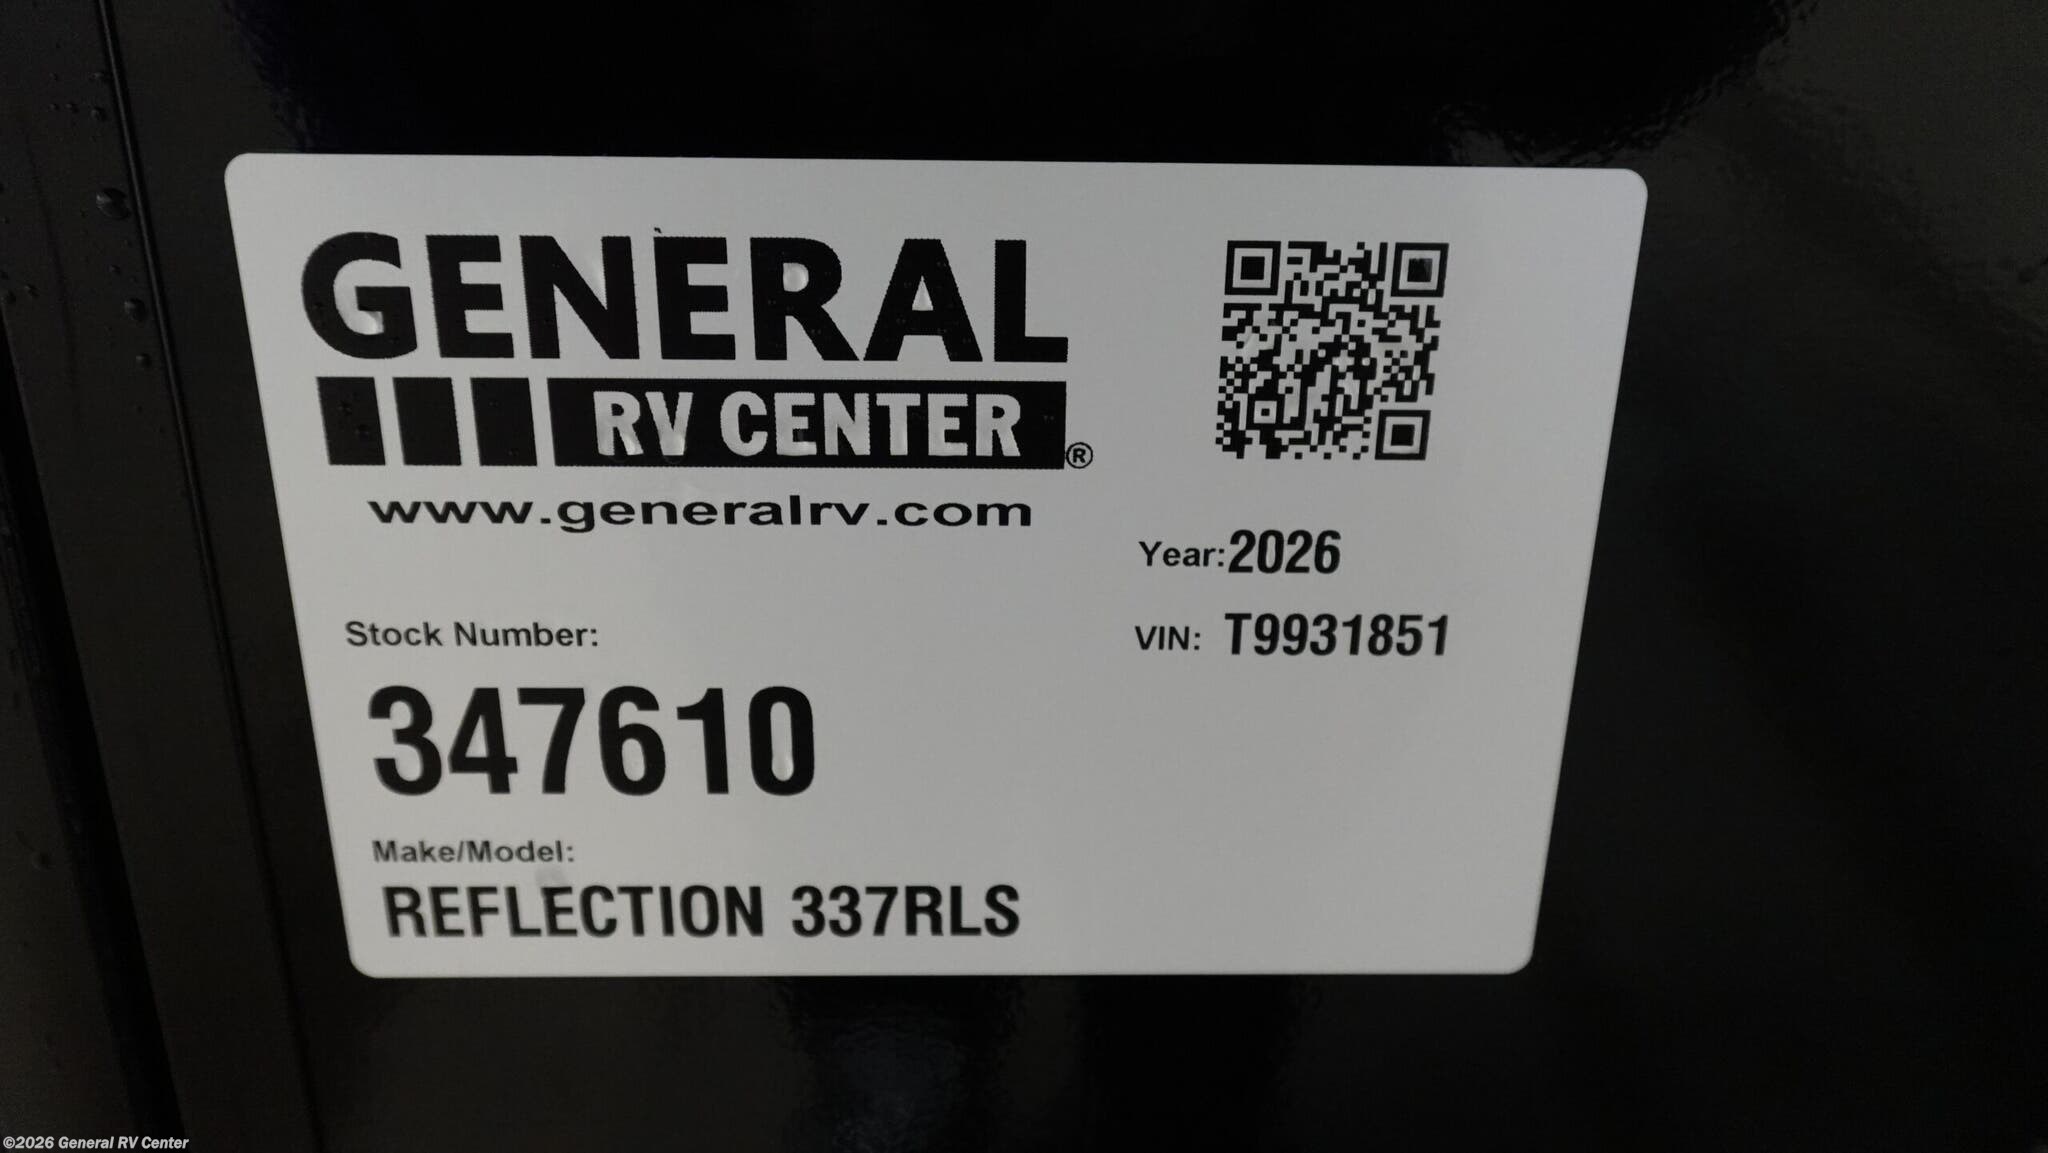 GENERAL
RV CENTER®
www.generalrv.com
Year: 2026
VIN: T9931851
Stock Number:
347610
Make/Model:
REFLECTION 337RLS
©2026 General RV Center